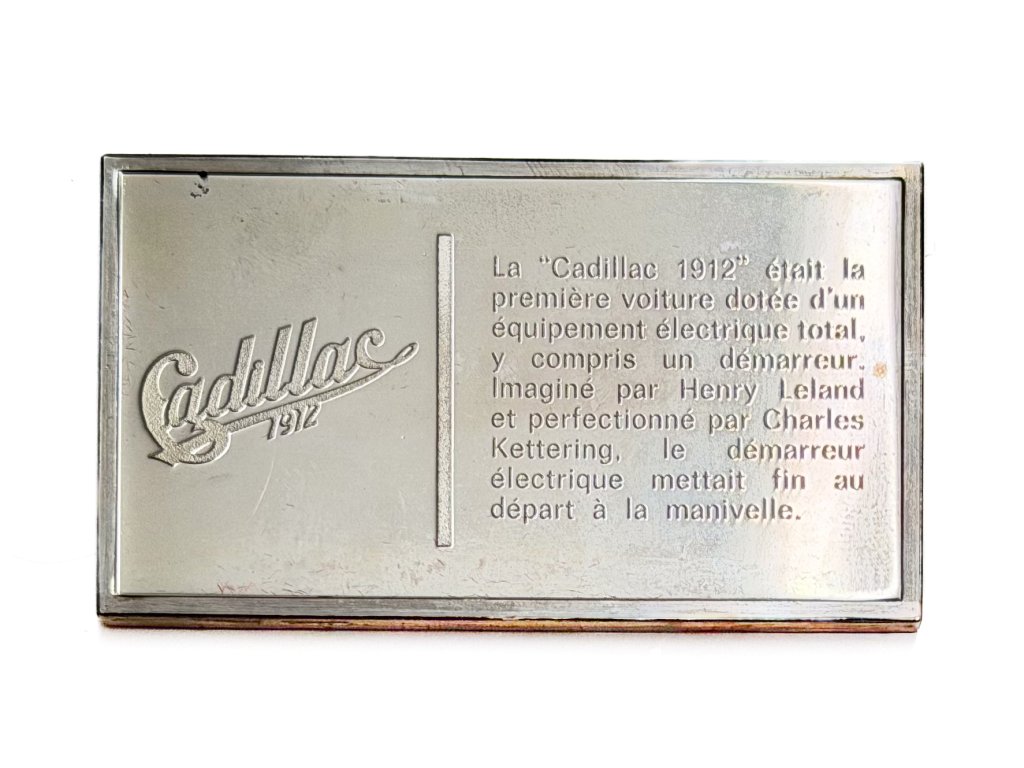 Cadillac
1912
La "Cadillac 1912" était la
première voiture dotée d'un
équipement électrique total,
y compris un démarreur.
Imaginé par Henry Leland
et perfectionné par Charles
Kettering, le démarreur
électrique mettait fin au
départ à la manivelle.